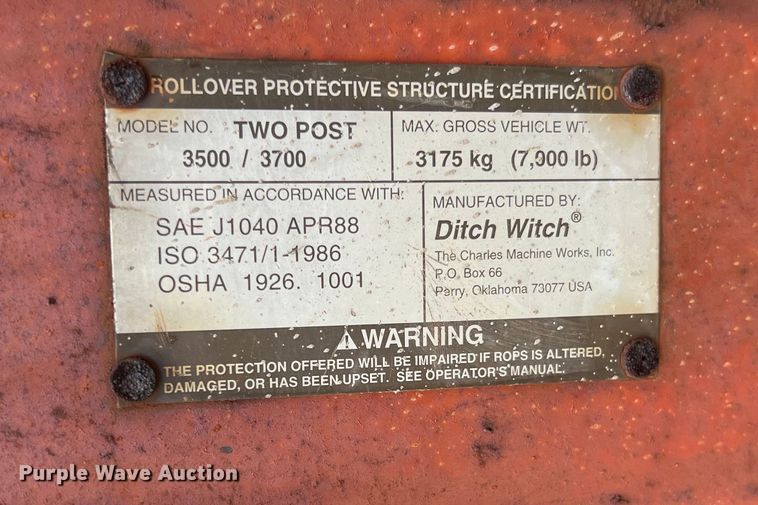 ROLLOVER PROTECTIVE STRUCTURE CERTIFICATION
MODEL NO. TWO POST
3500 / 3700
MAX. GROSS VEHICLE WT.
3175 kg (7,000 lb)
MEASURED IN ACCORDANCE WITH:
SAE J1040 APR88
ISO 3471/1-1986
OSHA 1926. 1001
MANUFACTURED BY:
Ditch Witch®
The Charles Machine Works, Inc.
P.O. Box 66
Perry, Oklahoma 73077 USA
⚠WARNING
THE PROTECTION OFFERED WILL BE IMPAIRED IF ROPS IS ALTERED,
DAMAGED, OR HAS BEEN UPSET. SEE OPERATOR'S MANUAL.
Purple Wave Auction